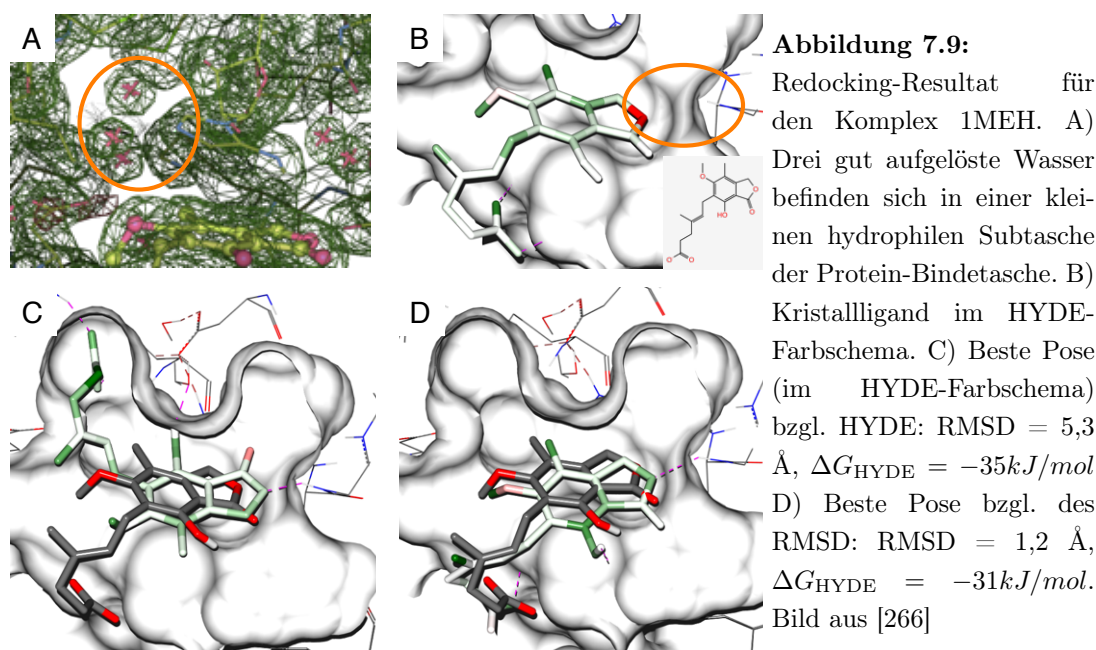 A
B
C
D
O
O
O
HO
O
O
O
Abbildung 7.9:
Redocking-Resultat für
den Komplex 1MEH. A)
Drei gut aufgelöste Wasser
befinden sich in einer klei-
nen hydrophilen Subtasche
der Protein-Bindetasche. B)
Kristallligand im HYDE-
Farbschema. C) Beste Pose
(im HYDE-Farbschema)
bzgl. HYDE: RMSD = 5,3
Å, ΔG_HYDE = −35kJ/mol
D) Beste Pose bzgl. des
RMSD: RMSD = 1,2 Å,
ΔG_HYDE = −31kJ/mol.
Bild aus [266]